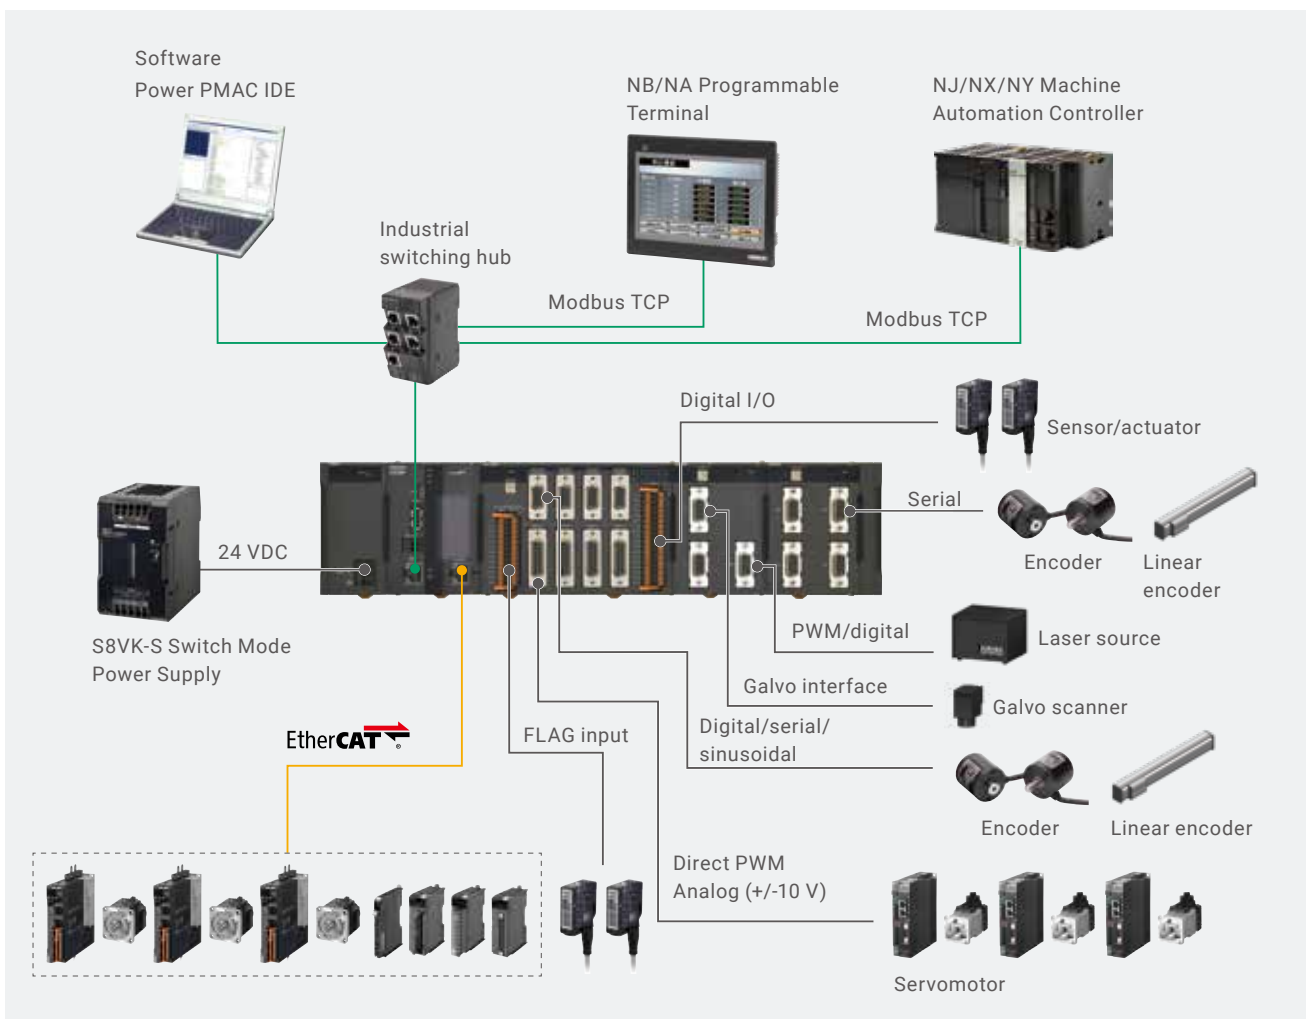 Software
Power PMAC IDE
NB/NA Programmable
Terminal
NJ/NX/NY Machine
Automation Controller
Industrial
switching hub
Modbus TCP
Modbus TCP
Digital I/O
Sensor/actuator
Serial
24 VDC
Encoder
Linear
encoder
S8VK-S Switch Mode
Power Supply
PWM/digital
Laser source
Galvo interface
Galvo scanner
EtherCAT®
FLAG input
Digital/serial/
sinusoidal
Encoder
Linear encoder
Direct PWM
Analog (+/-10 V)
Servomotor